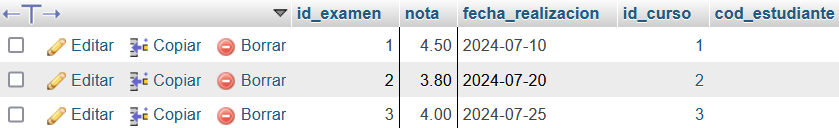 id_examen nota fecha_realizacion id_curso cod_estudiante
Editar Copiar Borrar 1 4.50 2024-07-10 1
Editar Copiar Borrar 2 3.80 2024-07-20 2
Editar Copiar Borrar 3 4.00 2024-07-25 3